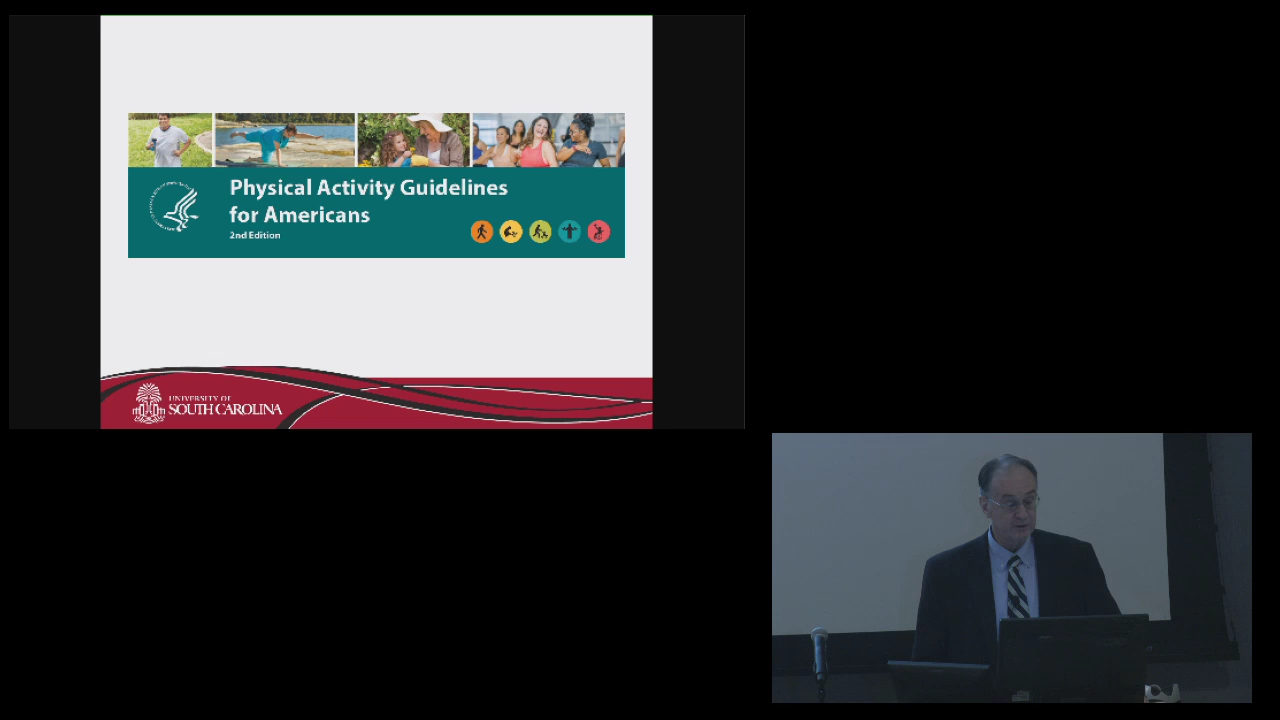 Physical Activity Guidelines
for Americans
2nd Edition
UNIVERSITY OF
SOUTH CAROLINA